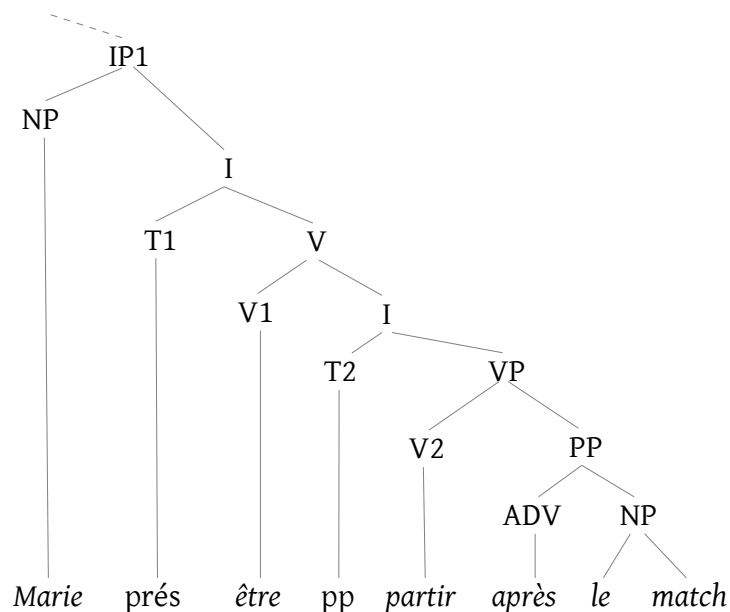 IP1
NP
I
T1 V
V1 I
T2 VP
V2 PP
ADV NP
Marie prés être pp partir après le match